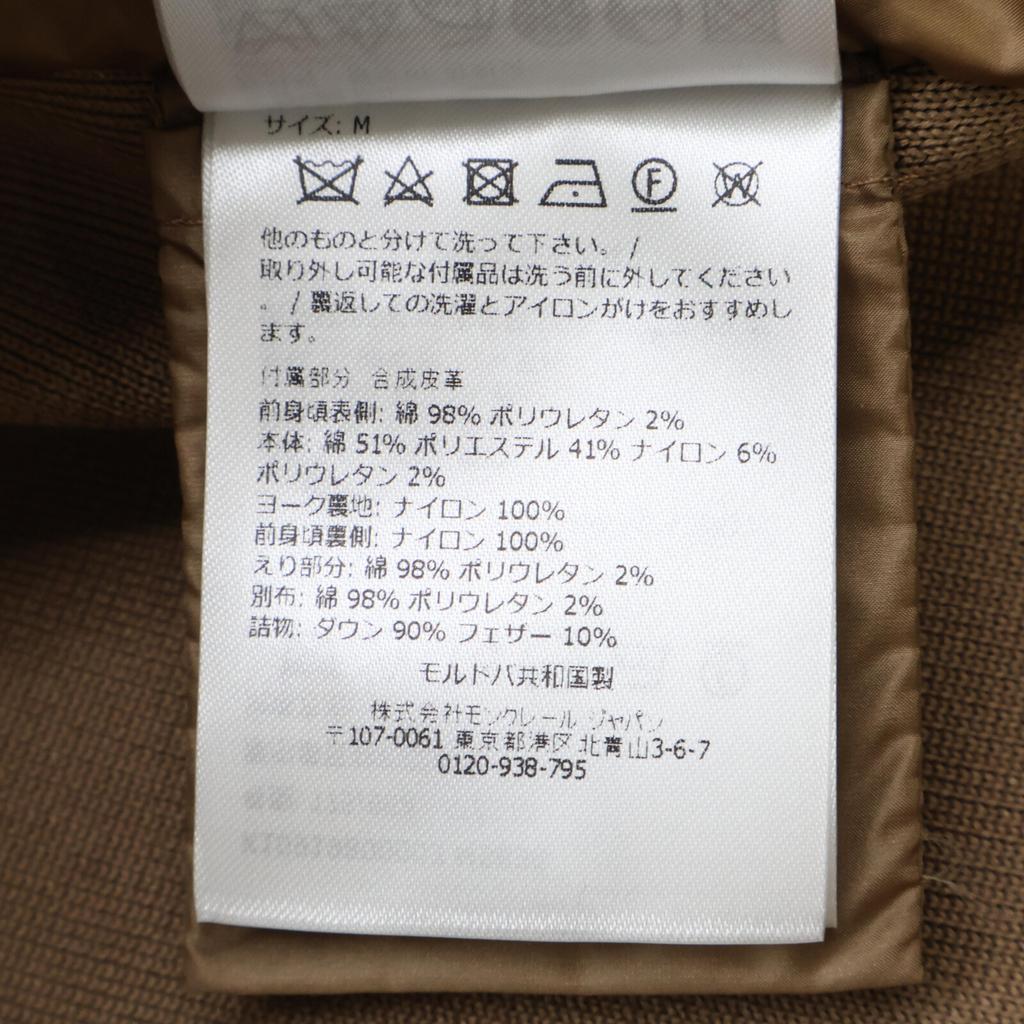 サイズ: M
F
W
他のものと分けて洗って下さい。 /
取り外し可能な付属品は洗う前に外してください
。 / 裏返しての洗濯とアイロンがけをおすすめし
ます。
付属部分 合成皮革
前身頃表側: 綿 98% ポリウレタン 2%
本体: 綿 51% ポリエステル 41% ナイロン 6%
ポリウレタン 2%
ヨーク裏地: ナイロン 100%
前身頃裏側: ナイロン 100%
えり部分: 綿 98% ポリウレタン 2%
別布: 綿 98% ポリウレタン 2%
詰物: ダウン 90% フェザー 10%
モルドバ共和国製
株式会社モンクレール ジャパン
〒107-0061 東京都港区 北青山3-6-7
0120-938-795